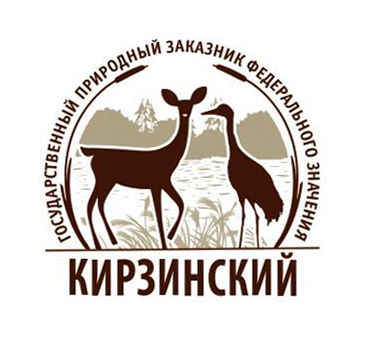 ГОСУДАРСТВЕННЫЙ ПРИРОДНЫЙ ЗАКАЗНИК ФЕДЕРАЛЬНОГО ЗНАЧЕНИЯ
КИРЗИНСКИЙ